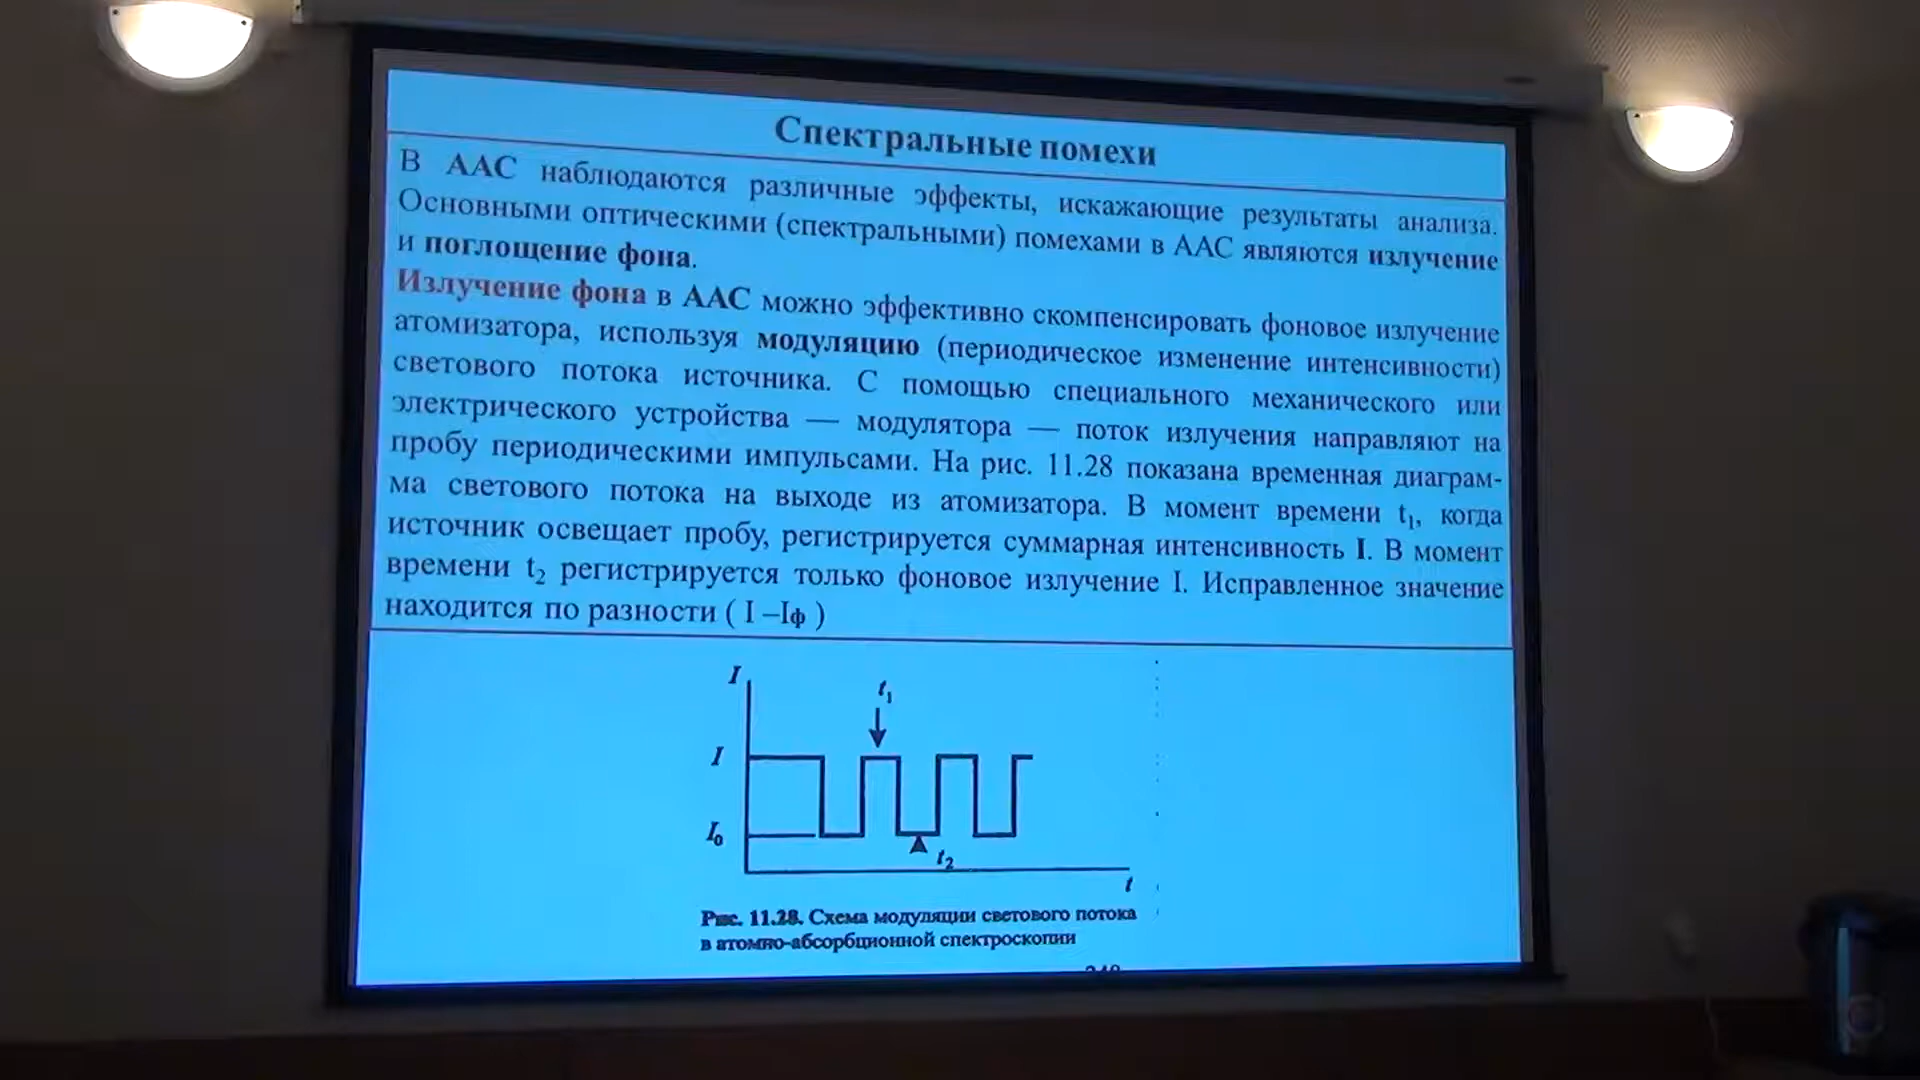 Спектральные помехи
В ААС наблюдаются различные эффекты, искажающие результаты анализа.
Основными оптическими (спектральными) помехами в ААС являются излучение
и поглощение фона.
Излучение фона в ААС можно эффективно скомпенсировать фоновое излучение
атомизатора, используя модуляцию (периодическое изменение интенсивности)
светового потока источника. С помощью специального механического или
электрического устройства — модулятора — поток излучения направляют на
пробу периодическими импульсами. На рис. 11.28 показана временная диаграм-
ма светового потока на выходе из атомизатора. В момент времени t₁, когда
источник освещает пробу, регистрируется суммарная интенсивность I. В момент
времени t₂ регистрируется только фоновое излучение I. Исправленное значение
находится по разности ( I –Iф )
I
t₁
I
I₀
t₂
t
Рис. 11.28. Схема модуляции светового потока
в атомно-абсорбционной спектроскопии